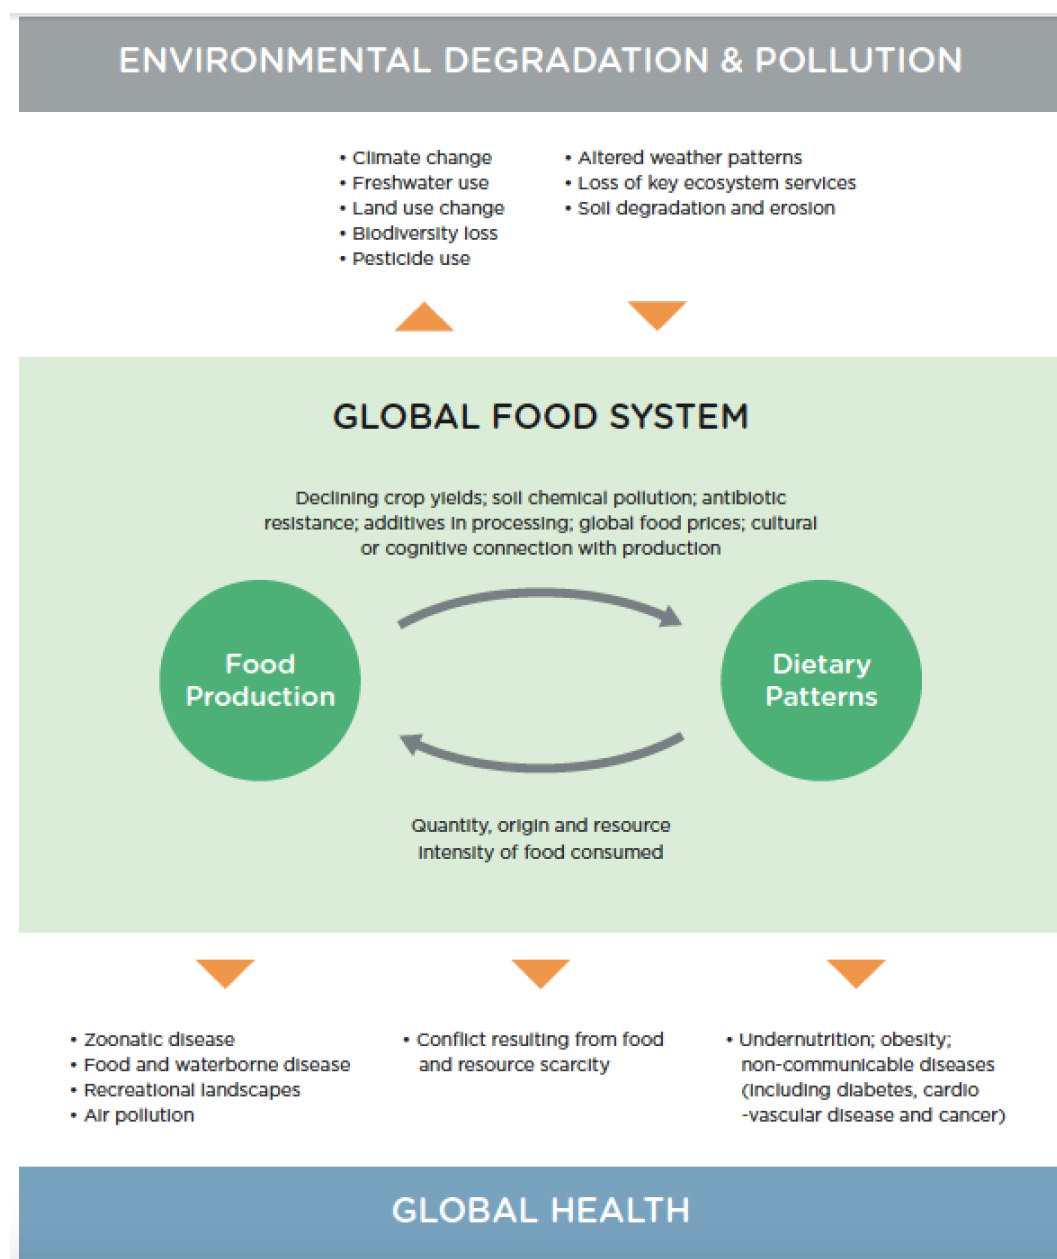 ENVIRONMENTAL DEGRADATION & POLLUTION
• Climate change
• Freshwater use
• Land use change
• Biodiversity loss
• Pesticide use
• Altered weather patterns
• Loss of key ecosystem services
• Soil degradation and erosion
GLOBAL FOOD SYSTEM
Declining crop yields; soil chemical pollution; antibiotic
resistance; additives in processing; global food prices; cultural
or cognitive connection with production
Food
Production
Dietary
Patterns
Quantity, origin and resource
intensity of food consumed
• Zoonatic disease
• Food and waterborne disease
• Recreational landscapes
• Air pollution
• Conflict resulting from food
and resource scarcity
• Undernutrition; obesity;
non-communicable diseases
(including diabetes, cardio
-vascular disease and cancer)
GLOBAL HEALTH